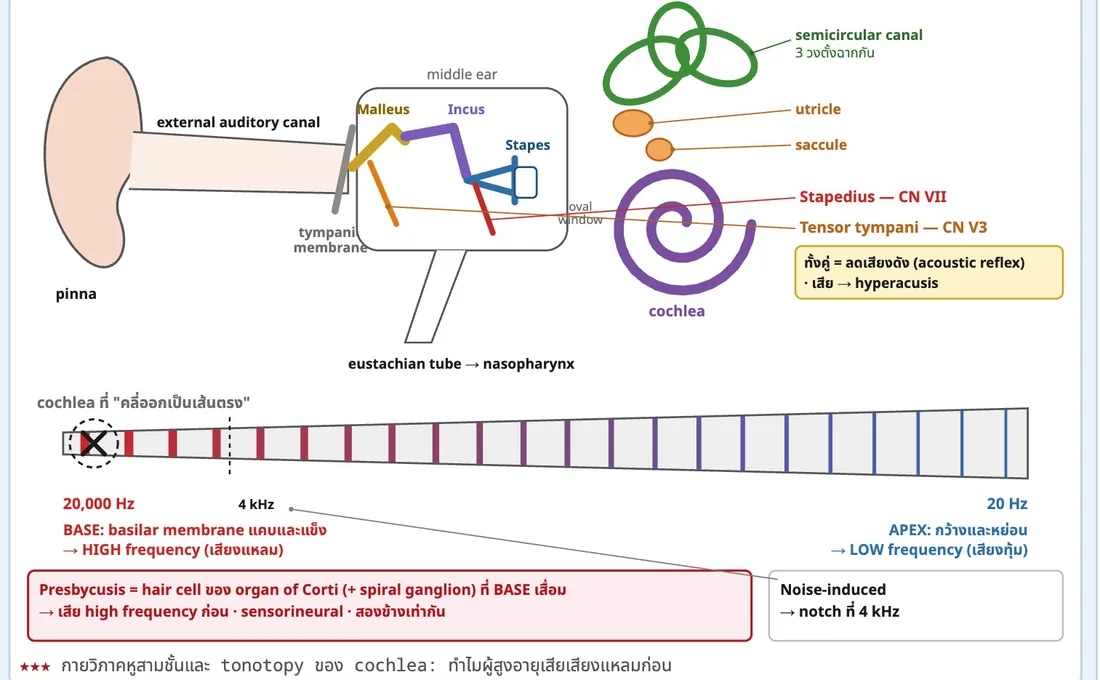 semicircular canal
3 วงตั้งฉากกัน
middle ear
Malleus
Incus
utricle
external auditory canal
Stapes
saccule
Stapedius — CN VII
oval
window
Tensor tympani — CN V3
tympani
membrane
ทั้งคู่ = ลดเสียงดัง (acoustic reflex)
· เสีย → hyperacusis
pinna
cochlea
eustachian tube → nasopharynx
cochlea ที่ "คลี่ออกเป็นเส้นตรง"
20,000 Hz
4 kHz
20 Hz
BASE: basilar membrane แคบและแข็ง
→ HIGH frequency (เสียงแหลม)
APEX: กว้างและหย่อน
→ LOW frequency (เสียงทุ้ม)
Presbycusis = hair cell ของ organ of Corti (+ spiral ganglion) ที่ BASE เสื่อม
→ เสีย high frequency ก่อน · sensorineural · สองข้างเท่ากัน
Noise-induced
→ notch ที่ 4 kHz
★★★ กายวิภาคหูสามชั้นและ tonotopy ของ cochlea: ทำไมผู้สูงอายุเสียเสียงแหลมก่อน